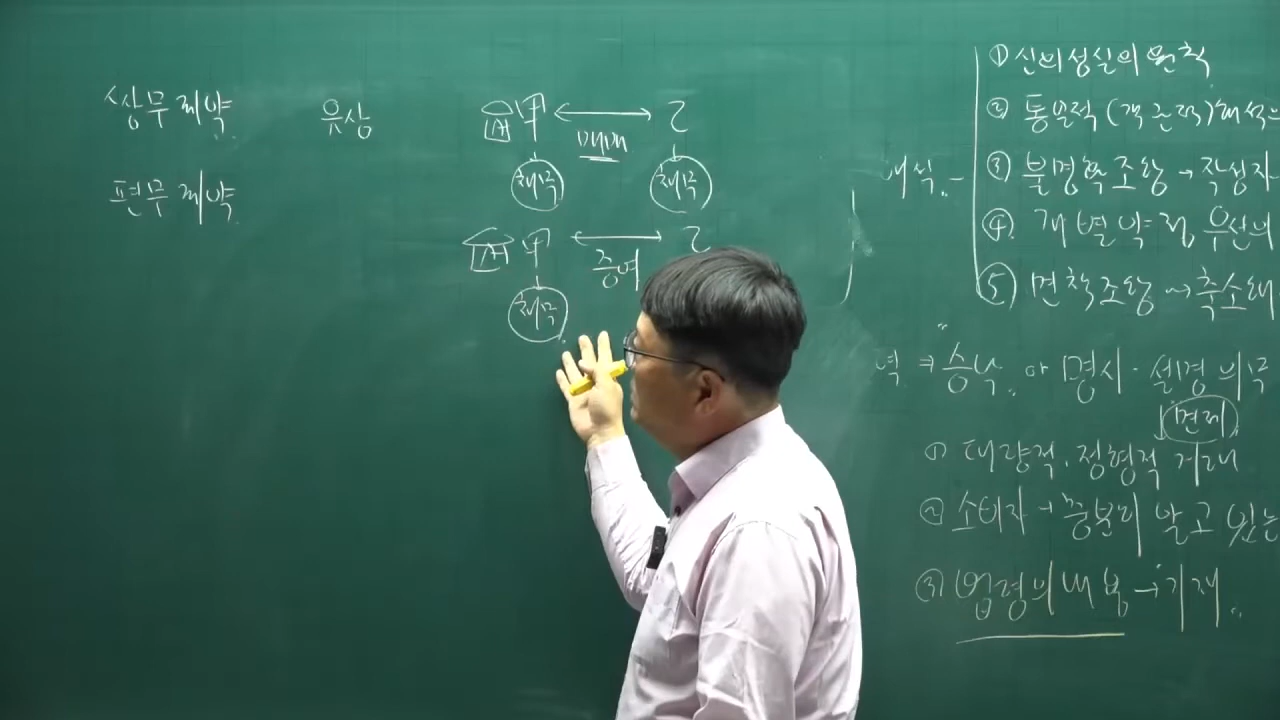 쌍무계약 유상
甲 ↔ 乙
매매
채무 채무
편무계약
甲 ↔ 乙
증여
채무
해석 -
① 신의성실의 원칙
② 통일적 (객관적) 해석
③ 불명확조항 → 작성자
④ 개별약정 우선의
⑤ 면책조항 → 축소해
⇒ 승낙 명시·설명 의무
↓ 면제
① 대량적·정형적 거래
② 소비자 → 충분히 알고 있는
③ 법령의 내용 → 기재